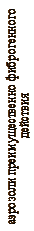 аэрозоли преимущественно фиброгенного
действия